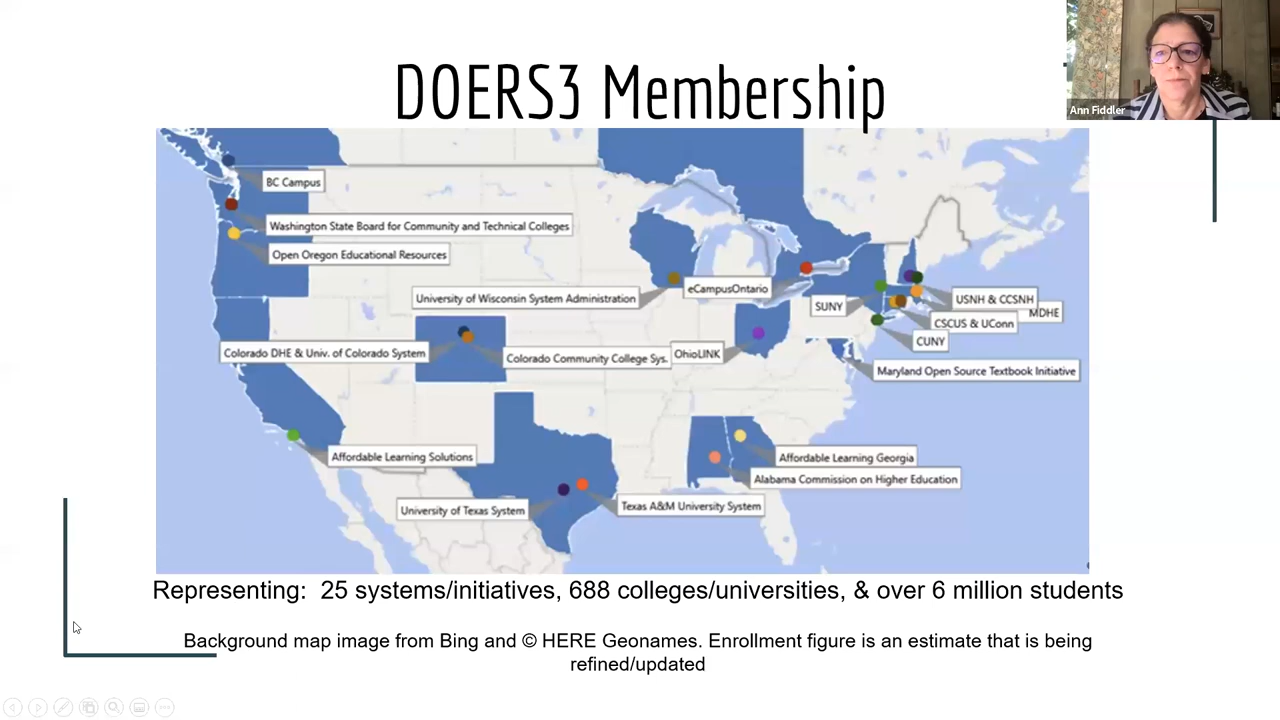 DOERS3 Membership
Ann Fiddler
BC Campus
Washington State Board for Community and Technical Colleges
Open Oregon Educational Resources
University of Wisconsin System Administration
eCampusOntario
SUNY
USNH & CCSNH
MDHE
CSCUS & UConn
CUNY
Colorado DHE & Univ. of Colorado System
Colorado Community College Sys.
OhioLINK
Maryland Open Source Textbook Initiative
Affordable Learning Solutions
Affordable Learning Georgia
Alabama Commission on Higher Education
University of Texas System
Texas A&M University System
Representing:  25 systems/initiatives, 688 colleges/universities, & over 6 million students
Background map image from Bing and © HERE Geonames. Enrollment figure is an estimate that is being
refined/updated